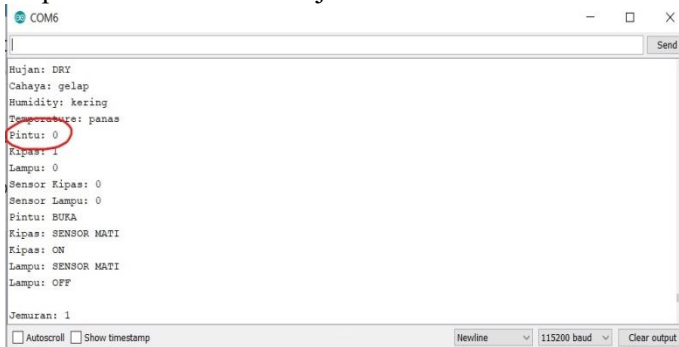 COM6
Send
Hujan: DRY
Cahaya: gelap
Humidity: kering
Temperature: panas
Pintu: 0
Kipas: 1
Lampu: 0
Sensor Kipas: 0
Sensor Lampu: 0
Pintu: BUKA
Kipas: SENSOR MATI
Kipas: ON
Lampu: SENSOR MATI
Lampu: OFF
Jemuran: 1
Autoscroll Show timestamp Newline 115200 baud Clear output